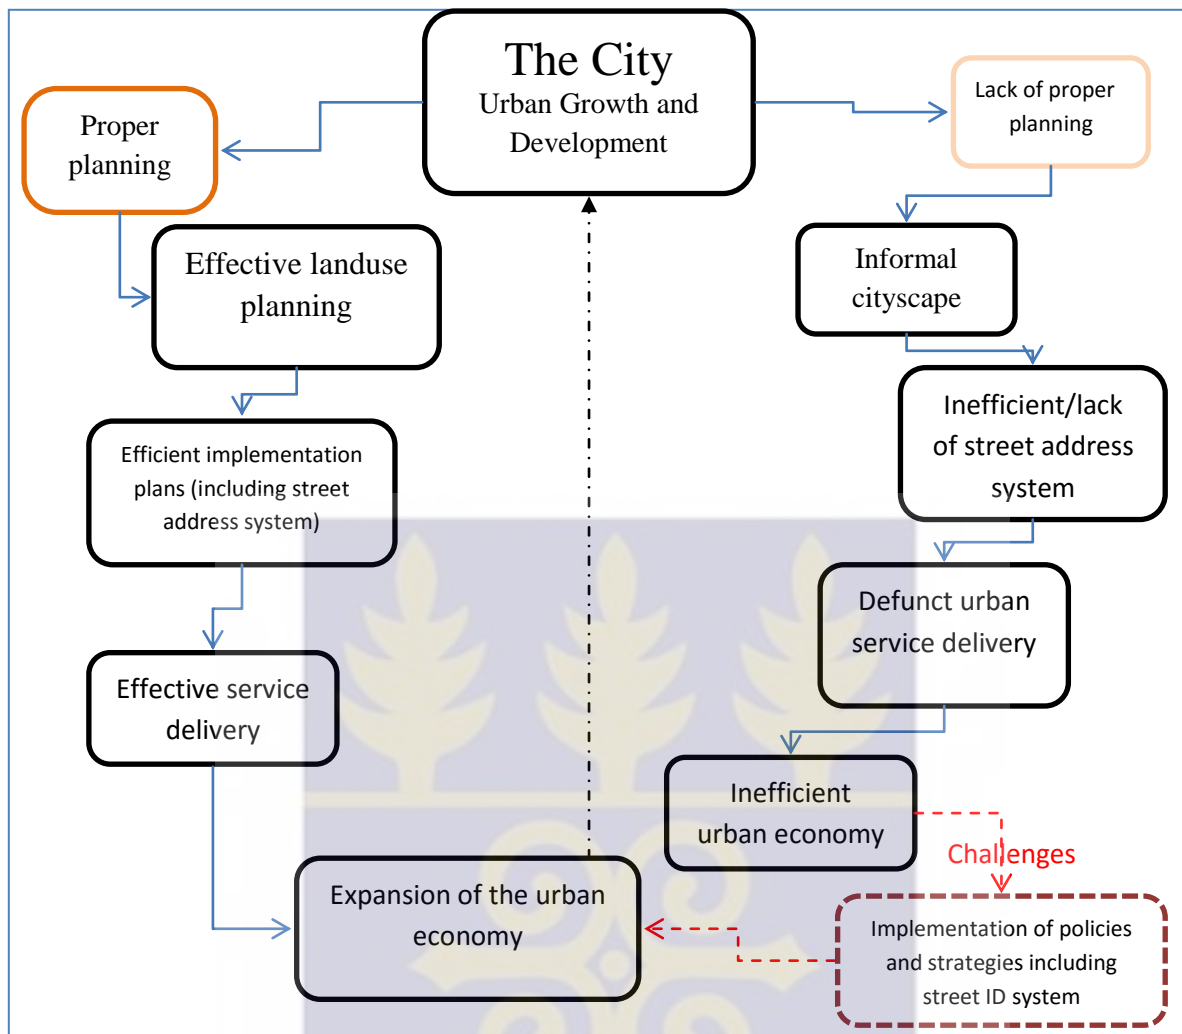 The City
Urban Growth and
Development
Proper
planning
Lack of proper
planning
Effective landuse
planning
Informal
cityscape
Efficient implementation
plans (including street
address system)
Inefficient/lack
of street address
system
Effective service
delivery
Defunct urban
service delivery
Inefficient
urban economy
Challenges
Expansion of the urban
economy
Implementation of policies
and strategies including
street ID system